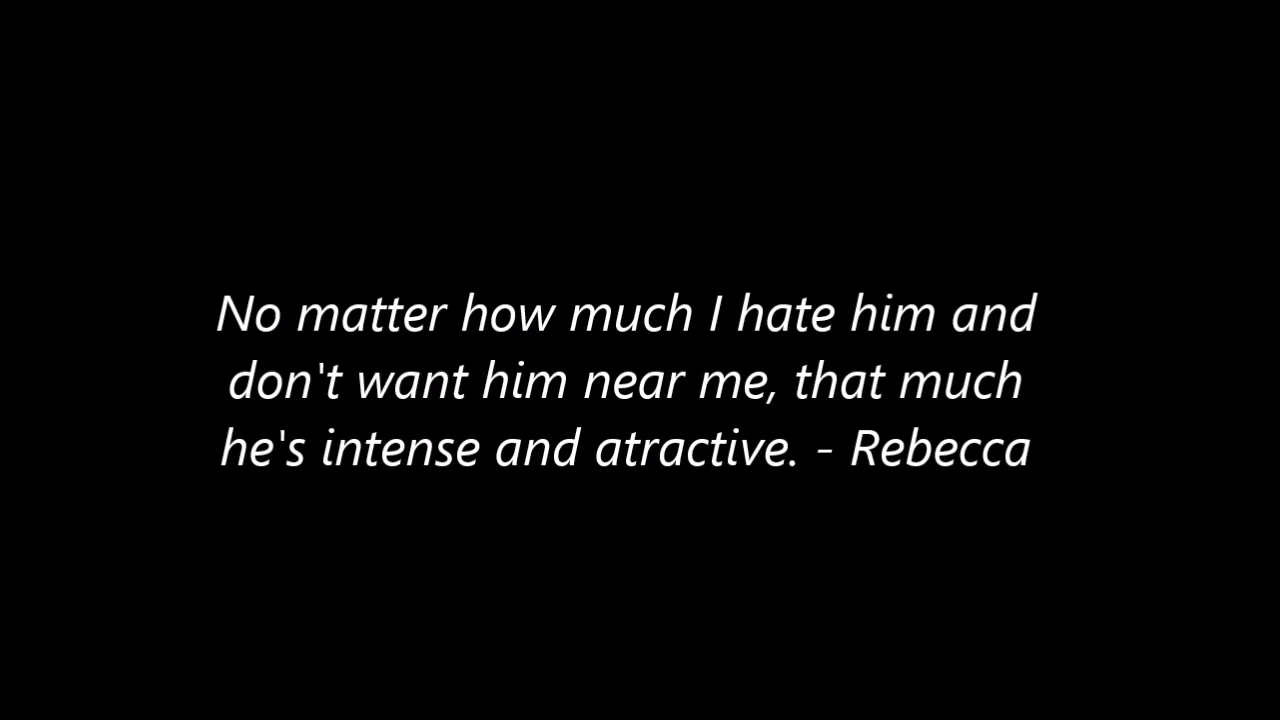 No matter how much I hate him and
don't want him near me, that much
he's intense and atractive. - Rebecca